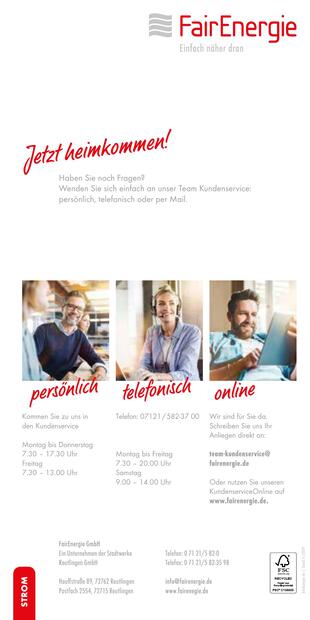 FairEnergie
Einfach näher dran
Jetzt heimkommen!
Haben Sie noch Fragen?
Wenden Sie sich einfach an unser Team Kundenservice:
persönlich, telefonisch oder per Mail.
persönlich
Kommen Sie zu uns in
den Kundenservice
Montag bis Donnerstag
7.30 – 17.30 Uhr
Freitag
7.30 – 13.00 Uhr
telefonisch
Telefon: 07121/582-37 00
Montag bis Freitag
7.30 – 20.00 Uhr
Samstag
9.00 – 14.00 Uhr
online
Wir sind für Sie da.
Schreiben Sie uns Ihr
Anliegen direkt an:
team-kundenservice@
fairenergie.de
Oder nutzen Sie unseren
KundenserviceOnline auf
www.fairenergie.de.
STROM
FairEnergie GmbH
Ein Unternehmen der Stadtwerke
Reutlingen GmbH
Hauffstraße 89, 72762 Reutlingen
Postfach 2554, 72715 Reutlingen
Telefon: 0 71 21/5 82-0
Telefax: 0 71 21/5 82-35 98
info@fairenergie.de
www.fairenergie.de
FSC
RECYCLED